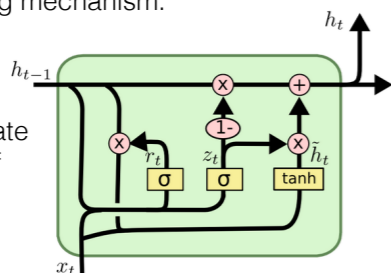 g mechanism.
h_t
h_{t-1}
x +
ate
1-
x r_t z_t x h̃_t
σ σ tanh
x_t